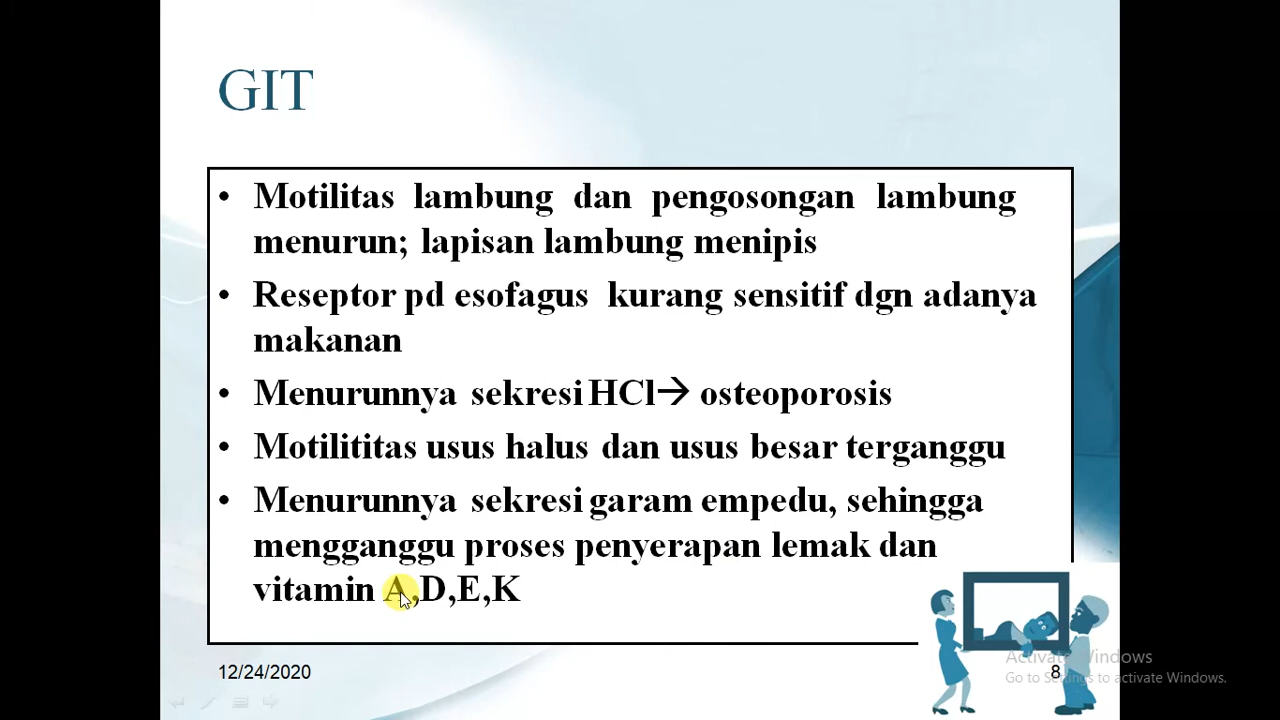 GIT
• Motilitas lambung dan pengosongan lambung
menurun; lapisan lambung menipis
• Reseptor pd esofagus kurang sensitif dgn adanya
makanan
• Menurunnya sekresi HCl→ osteoporosis
• Motilititas usus halus dan usus besar terganggu
• Menurunnya sekresi garam empedu, sehingga
mengganggu proses penyerapan lemak dan
vitamin A,D,E,K
12/24/2020
8
Activate Windows
Go to Settings to activate Windows.